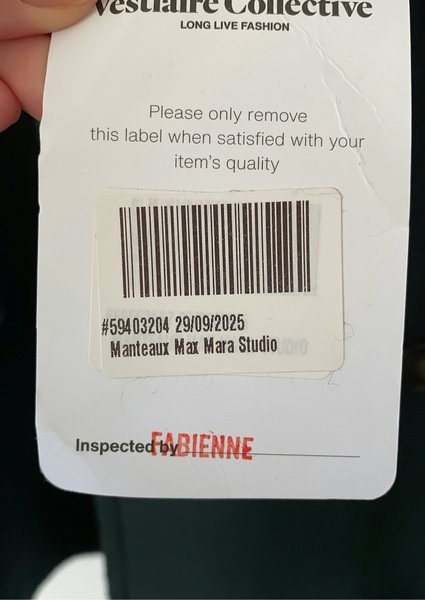 Vestiaire Collective
LONG LIVE FASHION
Please only remove
this label when satisfied with your
item's quality
#59403204 29/09/2025
Manteaux Max Mara Studio
Inspected by FABIENNE